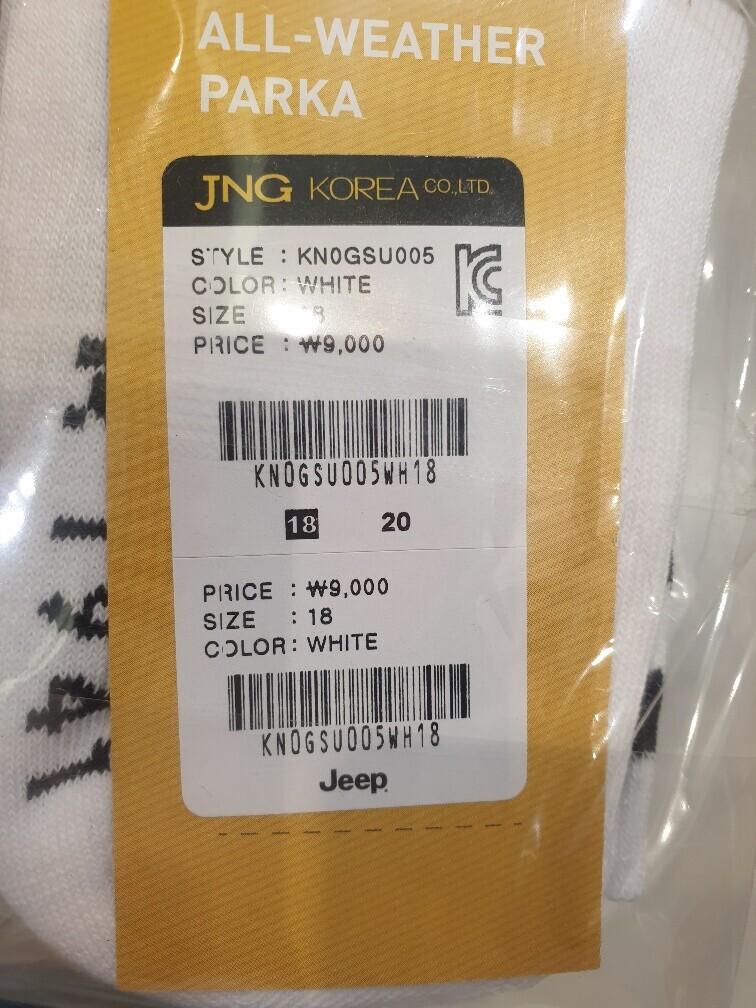 ALL-WEATHER
PARKA
JNG KOREA CO.,LTD.
STYLE : KN0GSU005
COLOR : WHITE
SIZE 18
PRICE : ₩9,000
KN0GSU005WH18
18 20
PRICE : ₩9,000
SIZE : 18
COLOR : WHITE
KN0GSU005WH18
Jeep